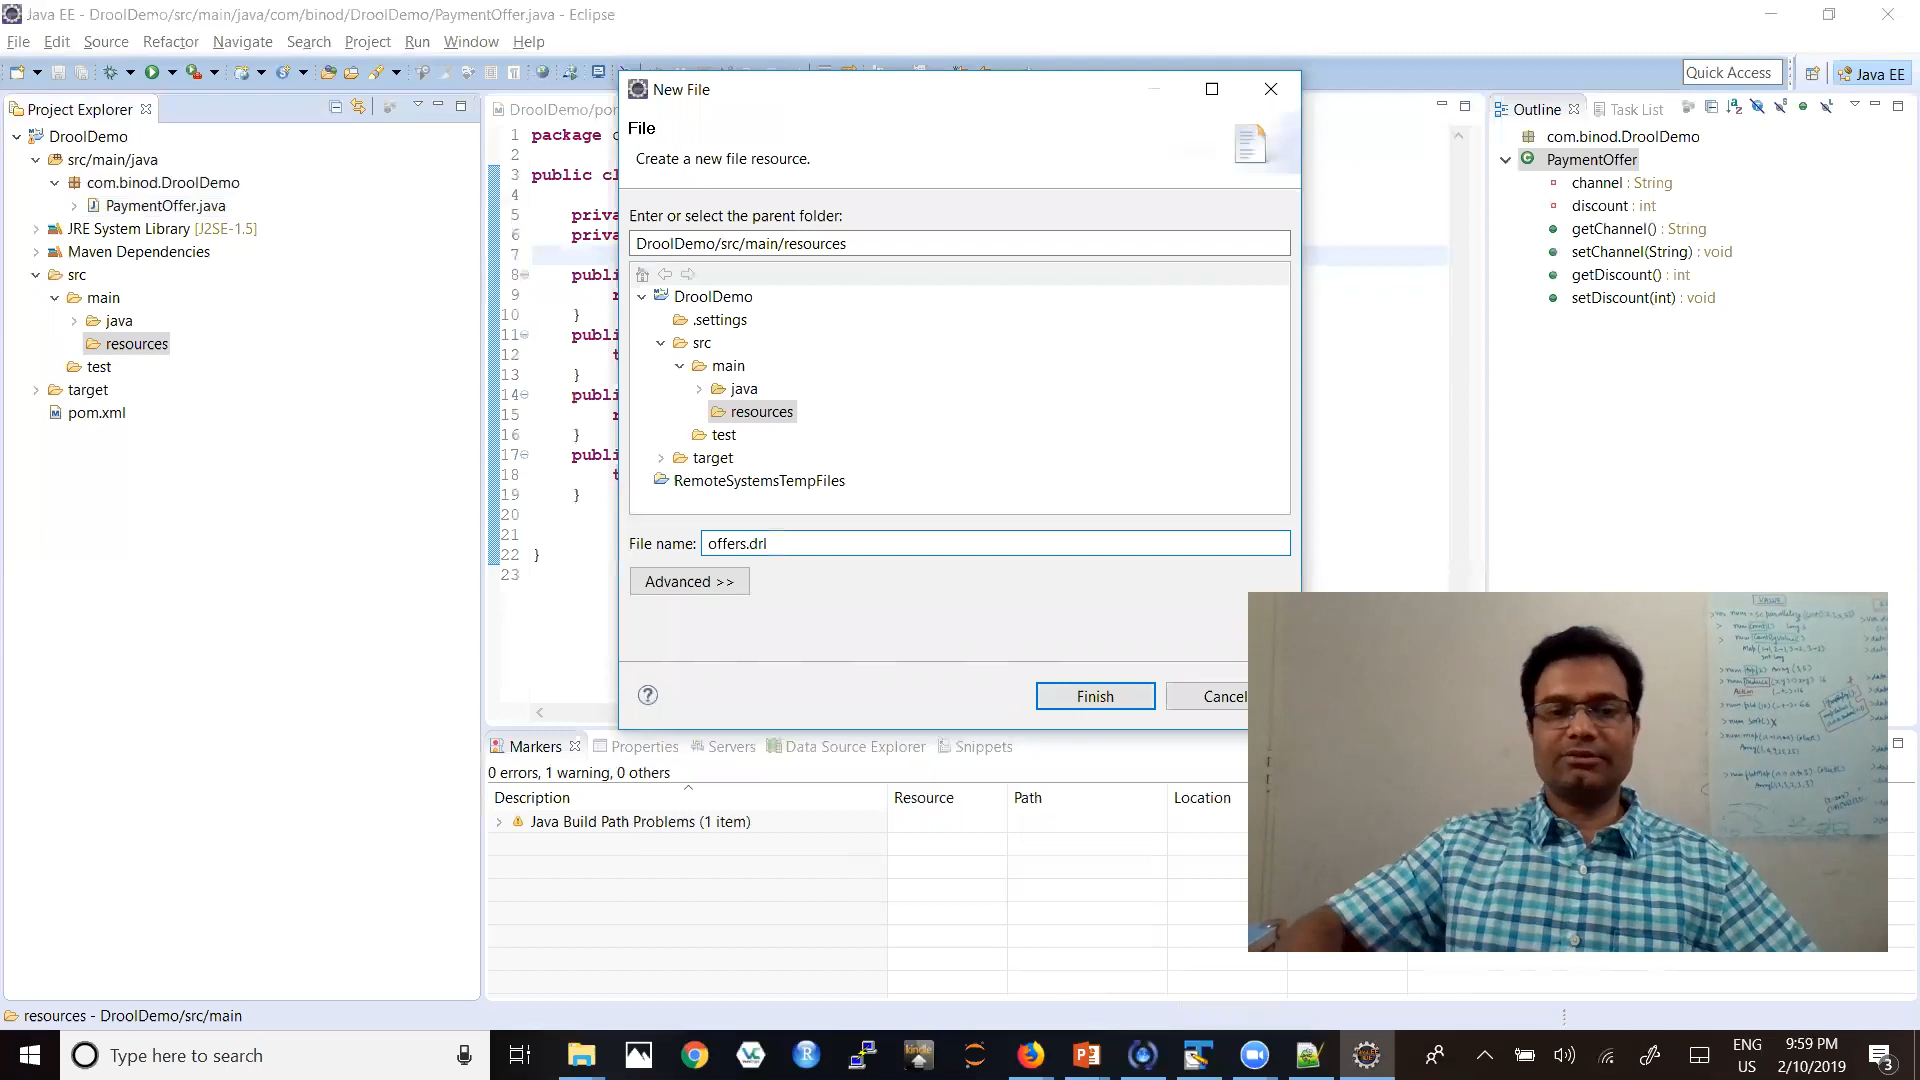 Java EE - DroolDemo/src/main/java/com/binod/DroolDemo/PaymentOffer.java - Eclipse
File Edit Source Refactor Navigate Search Project Run Window Help
Quick Access
Java EE
Project Explorer
DroolDemo
src/main/java
com.binod.DroolDemo
PaymentOffer.java
JRE System Library [J2SE-1.5]
Maven Dependencies
src
main
java
resources
test
target
pom.xml
DroolDemo/po
1 package
2
3 public cl
4
5 priva
6 priva
7
8 publi
9
10 }
11 publi
12
13 }
14 publi
15
16 }
17 publi
18
19 }
20
21
22 }
23
New File
File
Create a new file resource.
Enter or select the parent folder:
DroolDemo/src/main/resources
DroolDemo
.settings
src
main
java
resources
test
target
RemoteSystemsTempFiles
File name: offers.drl
Advanced >>
Finish
Cancel
Outline Task List
com.binod.DroolDemo
PaymentOffer
channel : String
discount : int
getChannel() : String
setChannel(String) : void
getDiscount() : int
setDiscount(int) : void
Markers Properties Servers Data Source Explorer Snippets
0 errors, 1 warning, 0 others
Description Resource Path Location
Java Build Path Problems (1 item)
VALUE
resources - DroolDemo/src/main
Type here to search
kindle
ENG
US
9:59 PM
2/10/2019
3